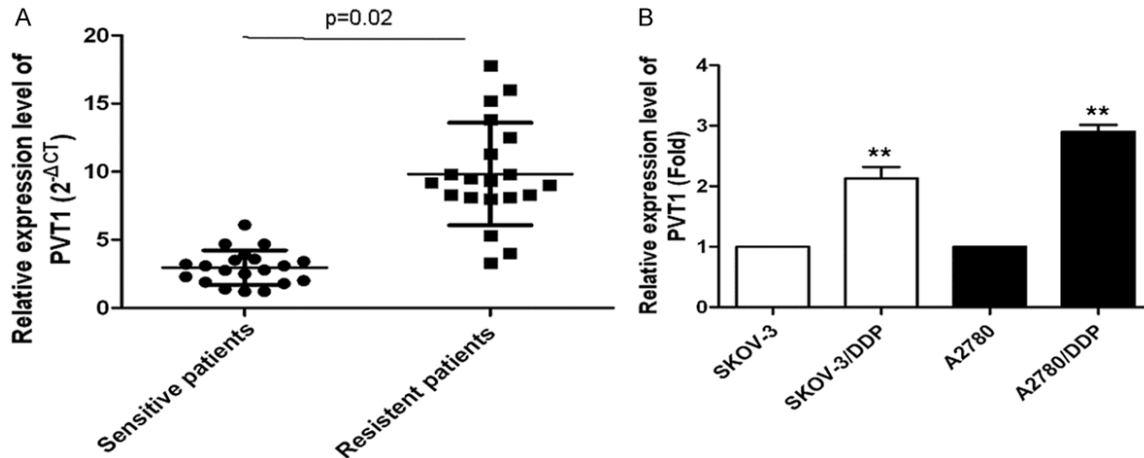 A
p=0.02
Relative expression level of
PVT1 (2-ΔCT)
20
15
10
5
0
Sensitive patients
Resistent patients
B
Relative expression level of
PVT1 (Fold)
4
3
2
1
0
**
**
SKOV-3
SKOV-3/DDP
A2780
A2780/DDP